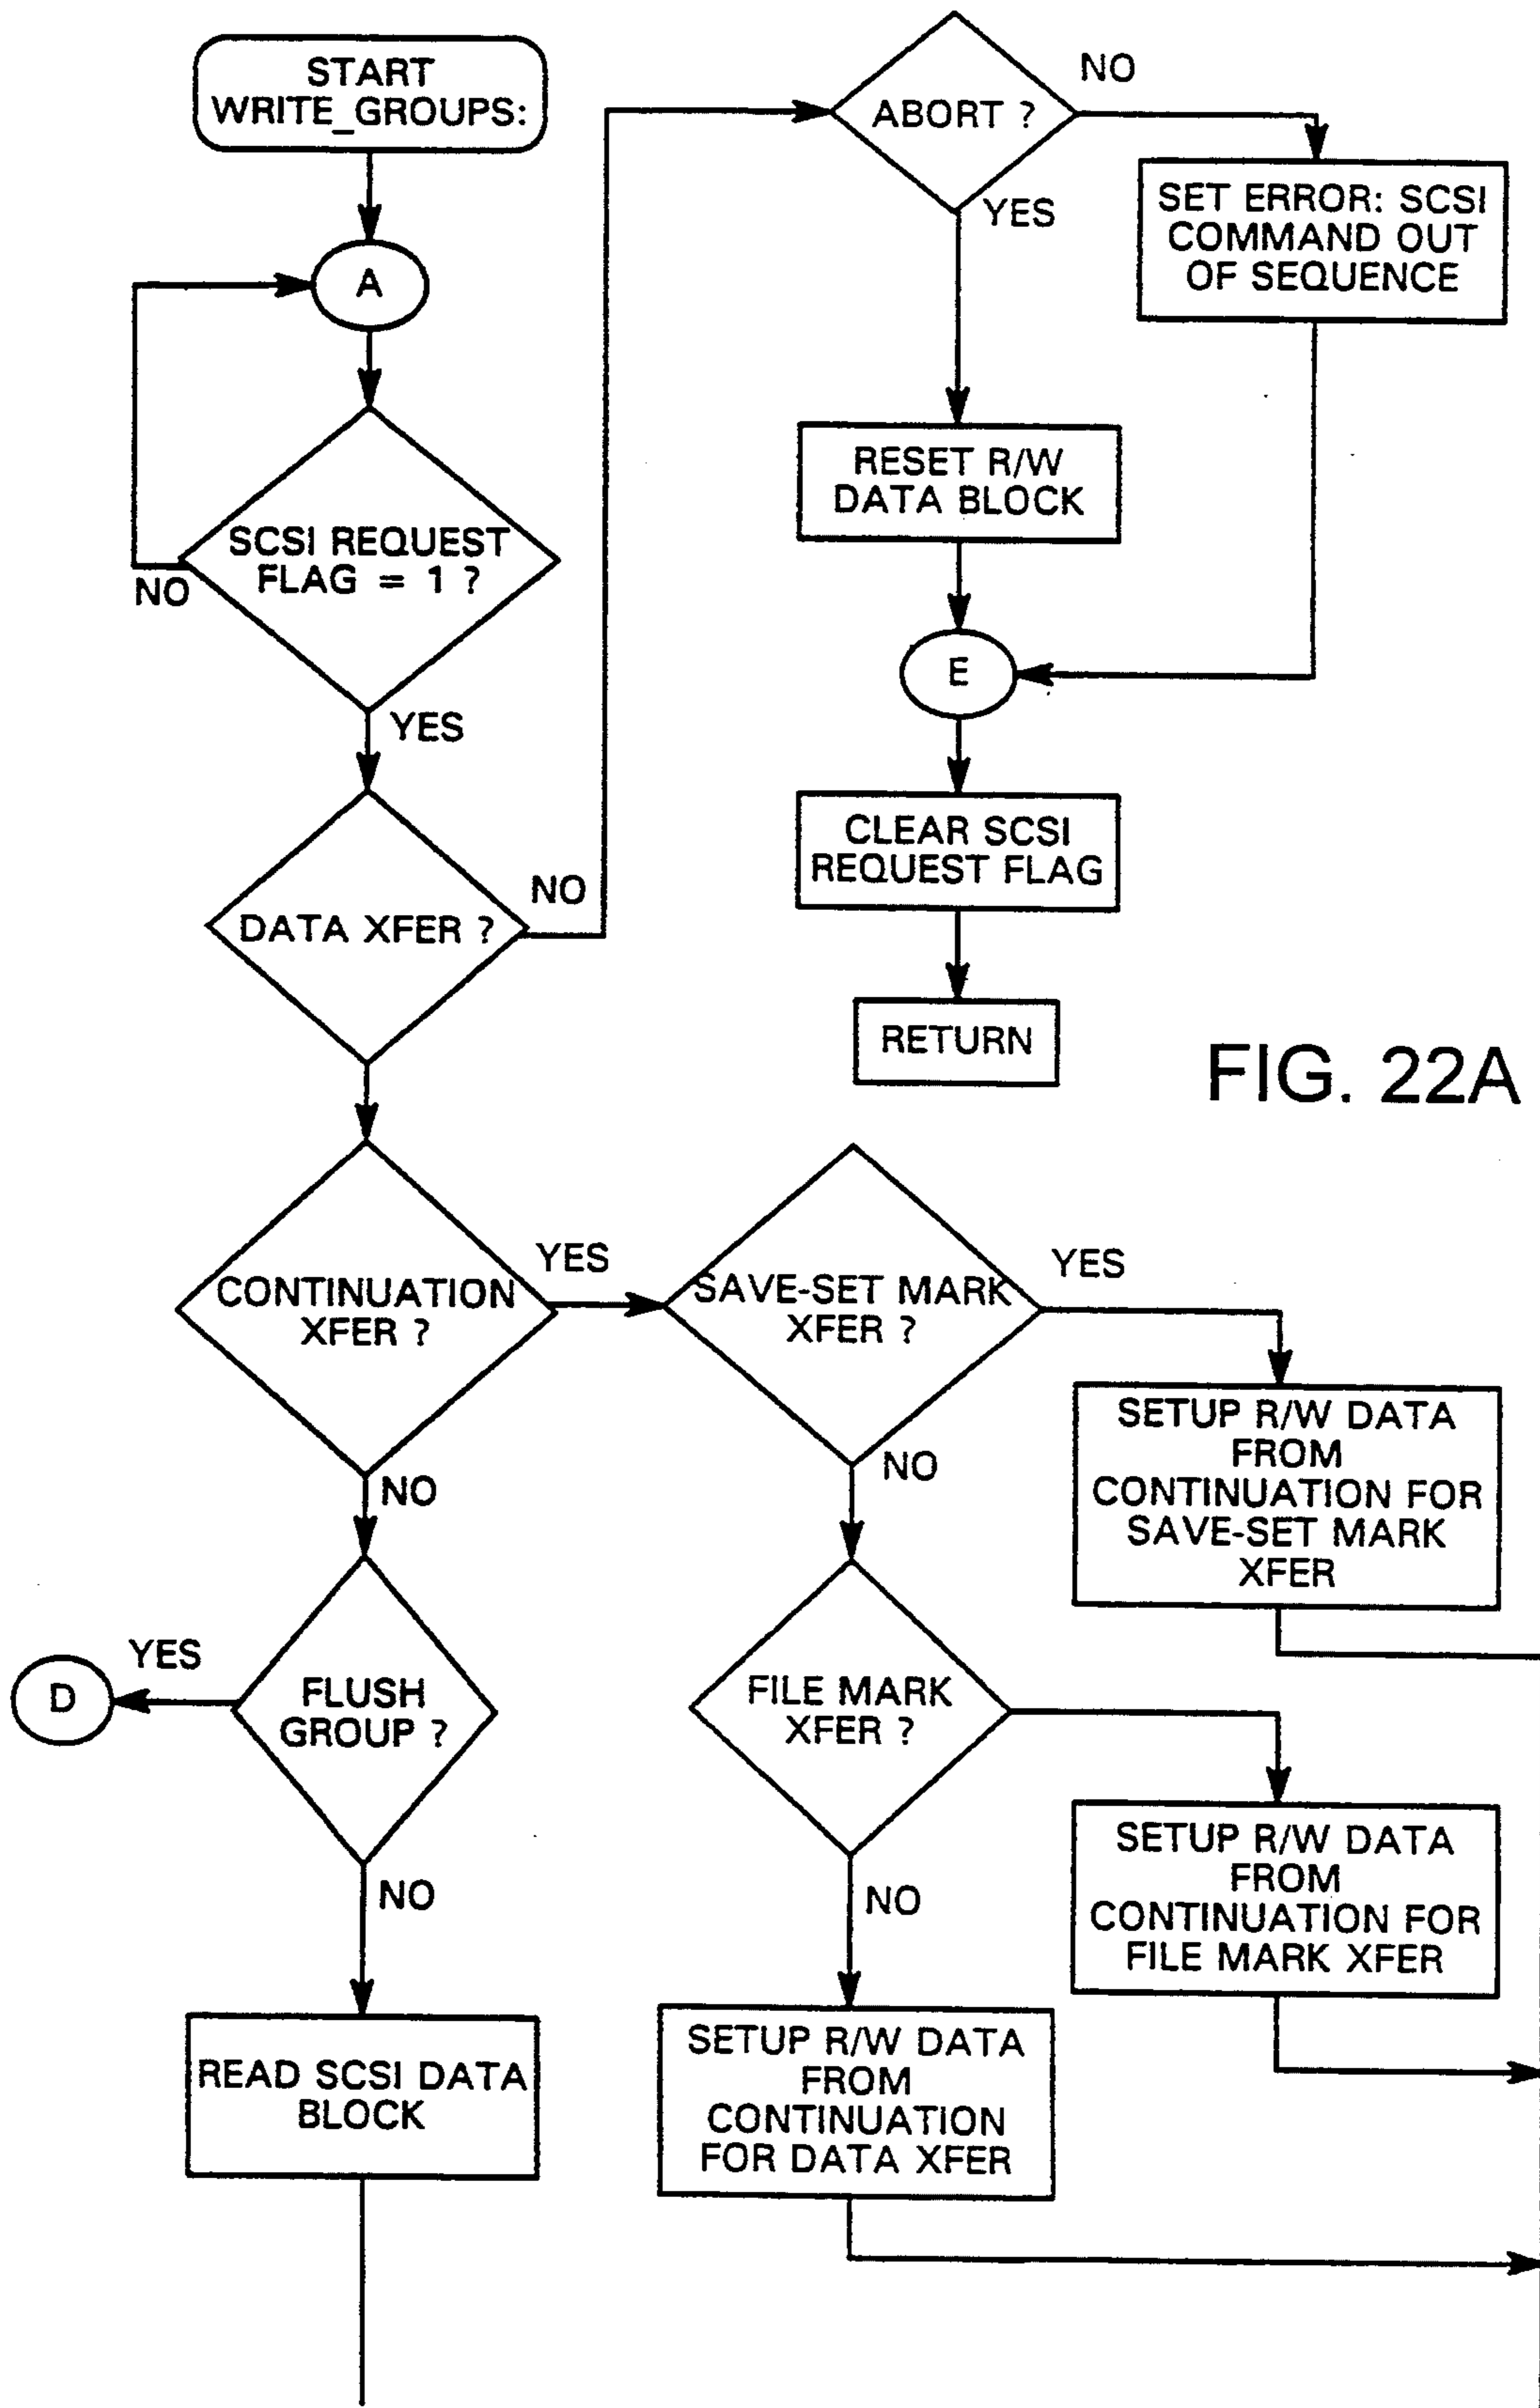 START
WRITE_GROUPS:
A
SCSI REQUEST
FLAG = 1 ?
NO
YES
DATA XFER ?
NO
ABORT ?
NO
YES
SET ERROR: SCSI
COMMAND OUT
OF SEQUENCE
RESET R/W
DATA BLOCK
E
CLEAR SCSI
REQUEST FLAG
RETURN
FIG. 22A
CONTINUATION
XFER ?
YES
NO
SAVE-SET MARK
XFER ?
YES
NO
SETUP R/W DATA
FROM
CONTINUATION FOR
SAVE-SET MARK
XFER
D
YES
FLUSH
GROUP ?
NO
FILE MARK
XFER ?
NO
SETUP R/W DATA
FROM
CONTINUATION FOR
FILE MARK XFER
READ SCSI DATA
BLOCK
SETUP R/W DATA
FROM
CONTINUATION
FOR DATA XFER